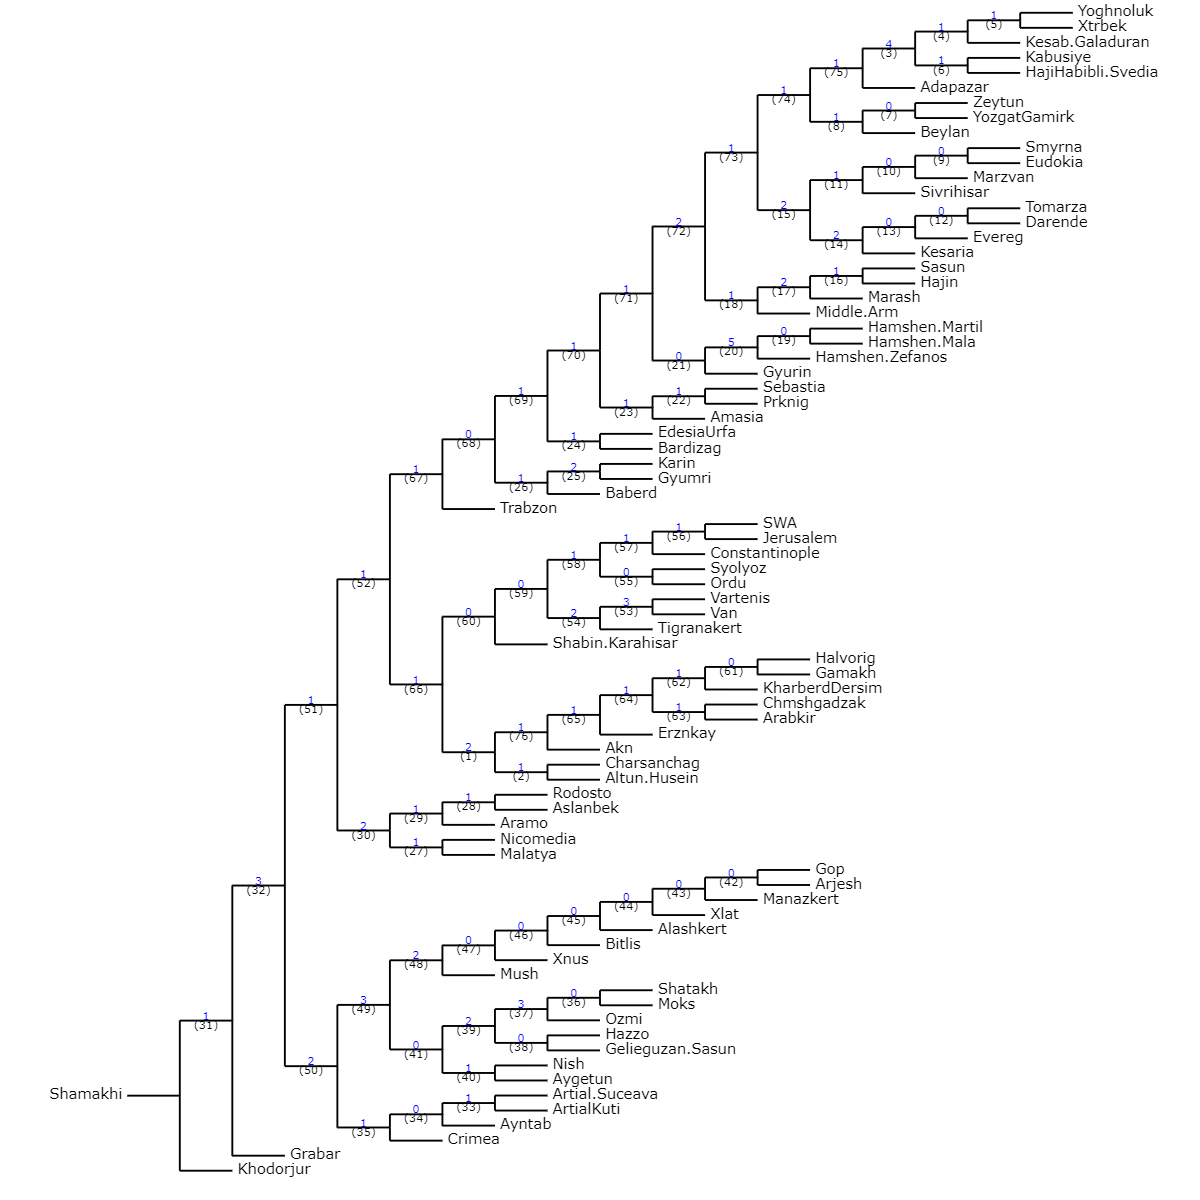 Yoghnoluk
1
(5)
Xtrbek
1
(4)
Kesab.Galaduran
4
(3)
Kabusiye
1
(6)
HajiHabibli.Svedia
1
(75)
Adapazar
1
(74)
Zeytun
0
(7)
YozgatGamirk
1
(8)
Beylan
1
(73)
Smyrna
0
(9)
Eudokia
0
(10)
Marzvan
1
(11)
Sivrihisar
2
(15)
Tomarza
0
(12)
Darende
0
(13)
Evereg
2
(14)
Kesaria
2
(72)
Sasun
1
(16)
Hajin
2
(17)
Marash
1
(18)
Middle.Arm
1
(71)
Hamshen.Martil
0
(19)
Hamshen.Mala
5
(20)
Hamshen.Zefanos
0
(21)
Gyurin
1
(70)
Sebastia
1
(22)
Prknig
1
(23)
Amasia
1
(69)
EdesiaUrfa
1
(24)
Bardizag
0
(68)
Karin
2
(25)
Gyumri
1
(26)
Baberd
1
(67)
Trabzon
SWA
1
(56)
Jerusalem
1
(57)
Constantinople
1
(58)
Syolyoz
0
(55)
Ordu
0
(59)
Vartenis
3
(53)
Van
2
(54)
Tigranakert
0
(60)
Shabin.Karahisar
1
(52)
Halvorig
0
(61)
Gamakh
1
(62)
KharberdDersim
1
(64)
Chmshgadzak
1
(63)
Arabkir
1
(65)
Erznkay
1
(66)
1
(76)
Akn
2
(1)
Charsanchag
1
(2)
Altun.Husein
1
(51)
Rodosto
1
(28)
Aslanbek
1
(29)
Aramo
2
(30)
Nicomedia
1
(27)
Malatya
3
(32)
Gop
0
(42)
Arjesh
0
(43)
Manazkert
0
(44)
Xlat
0
(45)
Alashkert
0
(46)
Bitlis
0
(47)
Xnus
2
(48)
Mush
3
(49)
Shatakh
0
(36)
Moks
3
(37)
Ozmi
2
(39)
Hazzo
0
(38)
Gelieguzan.Sasun
0
(41)
Nish
1
(40)
Aygetun
1
(31)
2
(50)
Artial.Suceava
1
(33)
ArtialKuti
0
(34)
Ayntab
1
(35)
Crimea
Shamakhi
Grabar
Khodorjur